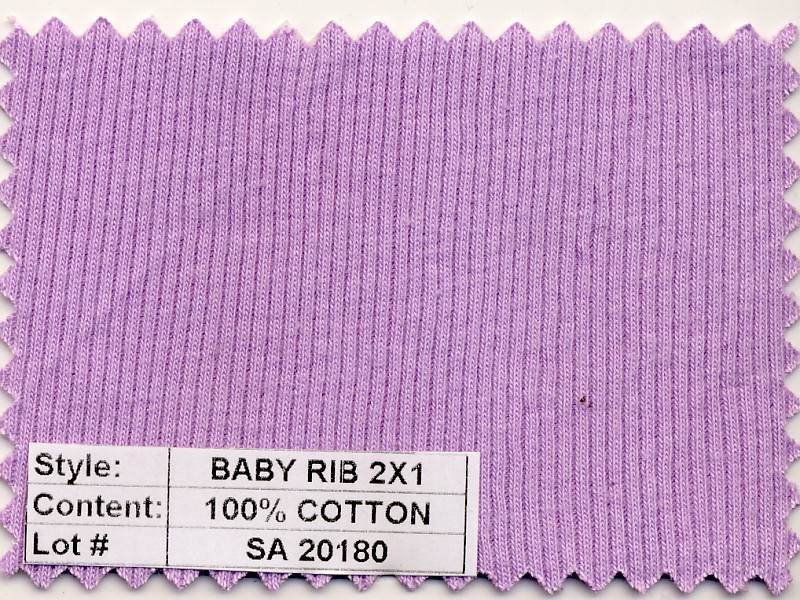 Style: BABY RIB 2X1
Content: 100% COTTON
Lot # SA 20180